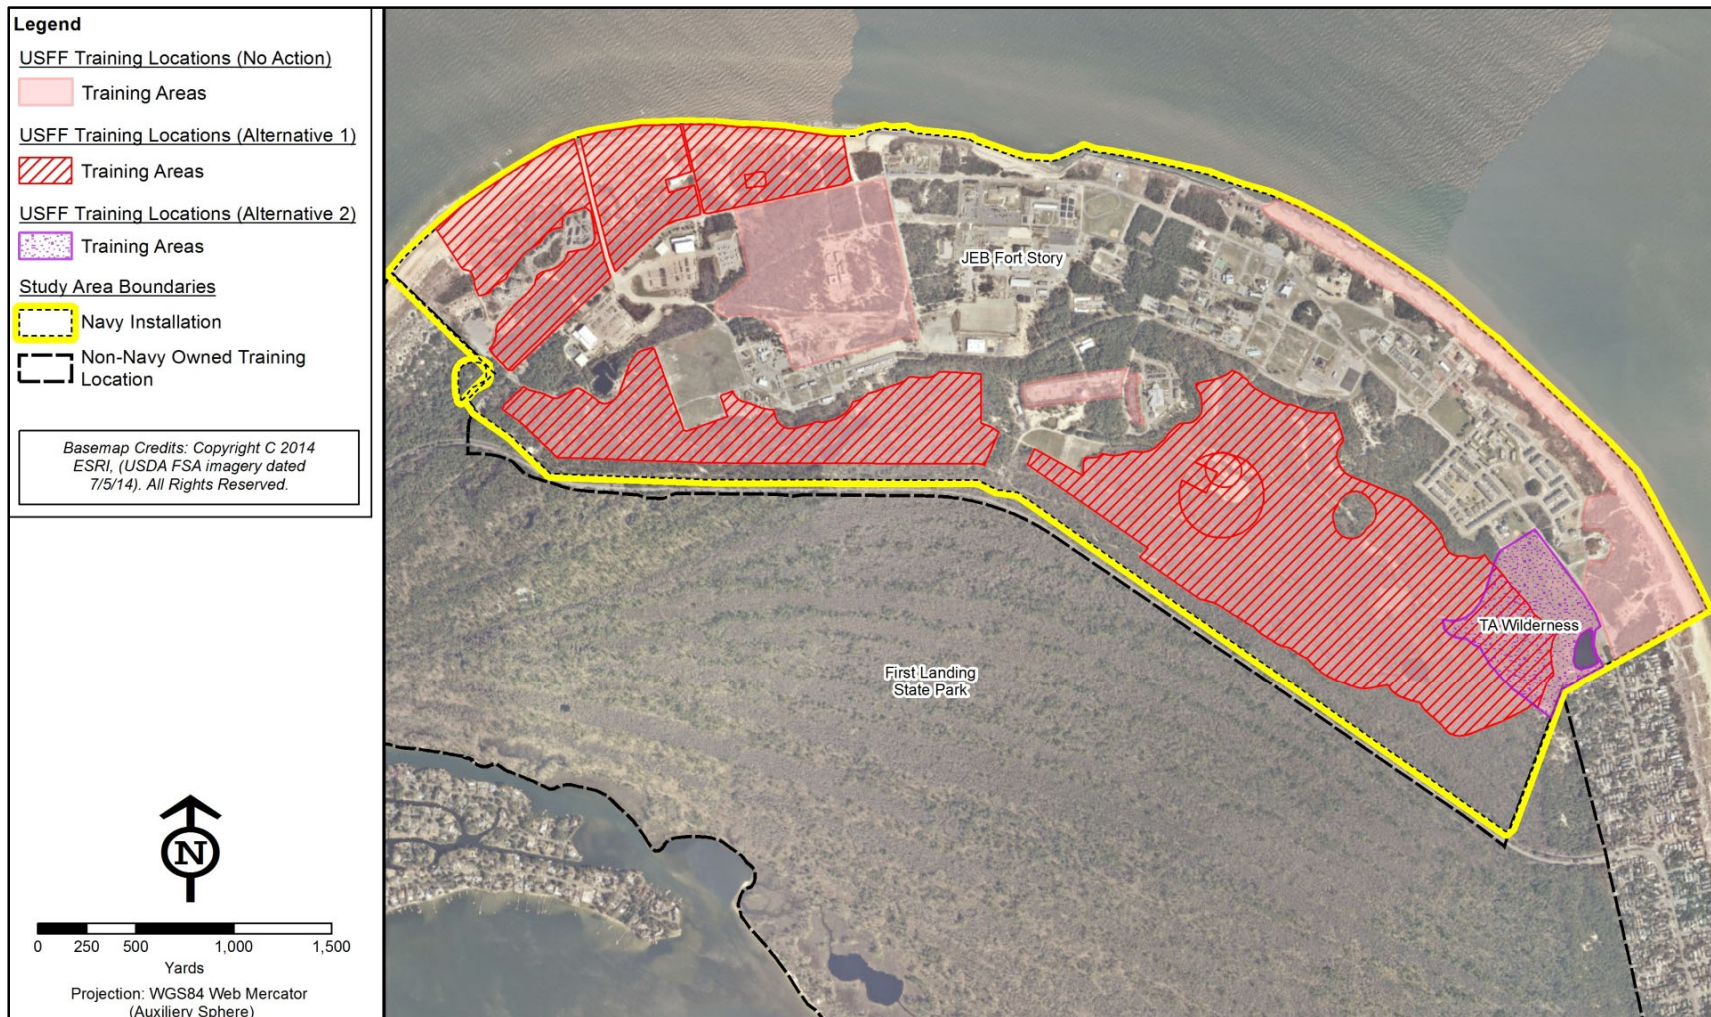 Legend
USFF Training Locations (No Action)
Training Areas
USFF Training Locations (Alternative 1)
Training Areas
USFF Training Locations (Alternative 2)
Training Areas
Study Area Boundaries
Navy Installation
Non-Navy Owned Training
Location
Basemap Credits: Copyright C 2014
ESRI, (USDA FSA imagery dated
7/5/14). All Rights Reserved.
N
0 250 500 1,000 1,500
Yards
Projection: WGS84 Web Mercator
(Auxiliery Sphere)
JEB Fort Story
TA Wilderness
First Landing
State Park